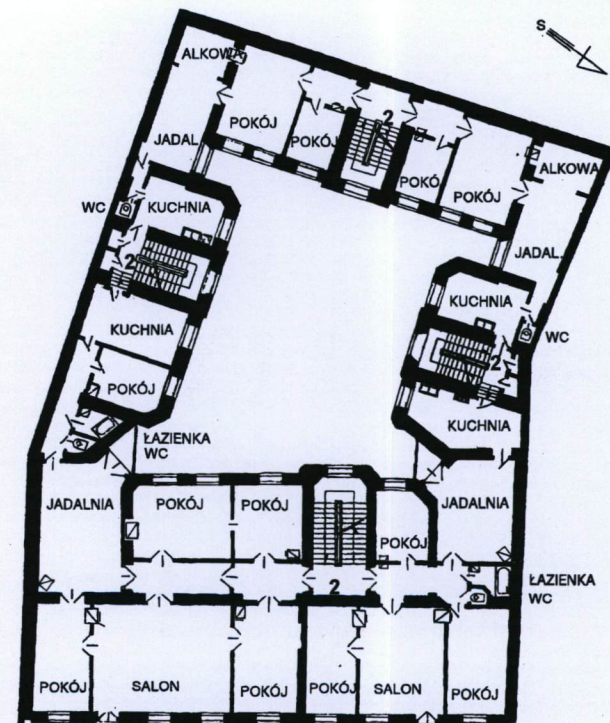 S
ALKOWA
POKÓJ
2
POKÓJ
POKÓ
POKÓJ
ALKOWA
JADAL
WC
KUCHNIA
JADAL.
2
KUCHNIA
WC
KUCHNIA
2
POKÓJ
KUCHNIA
ŁAZIENKA
WC
JADALNIA
POKÓJ
POKÓJ
POKÓJ
JADALNIA
2
ŁAZIENKA
WC
POKÓJ
SALON
POKÓJ
POKÓJ
SALON
POKÓJ